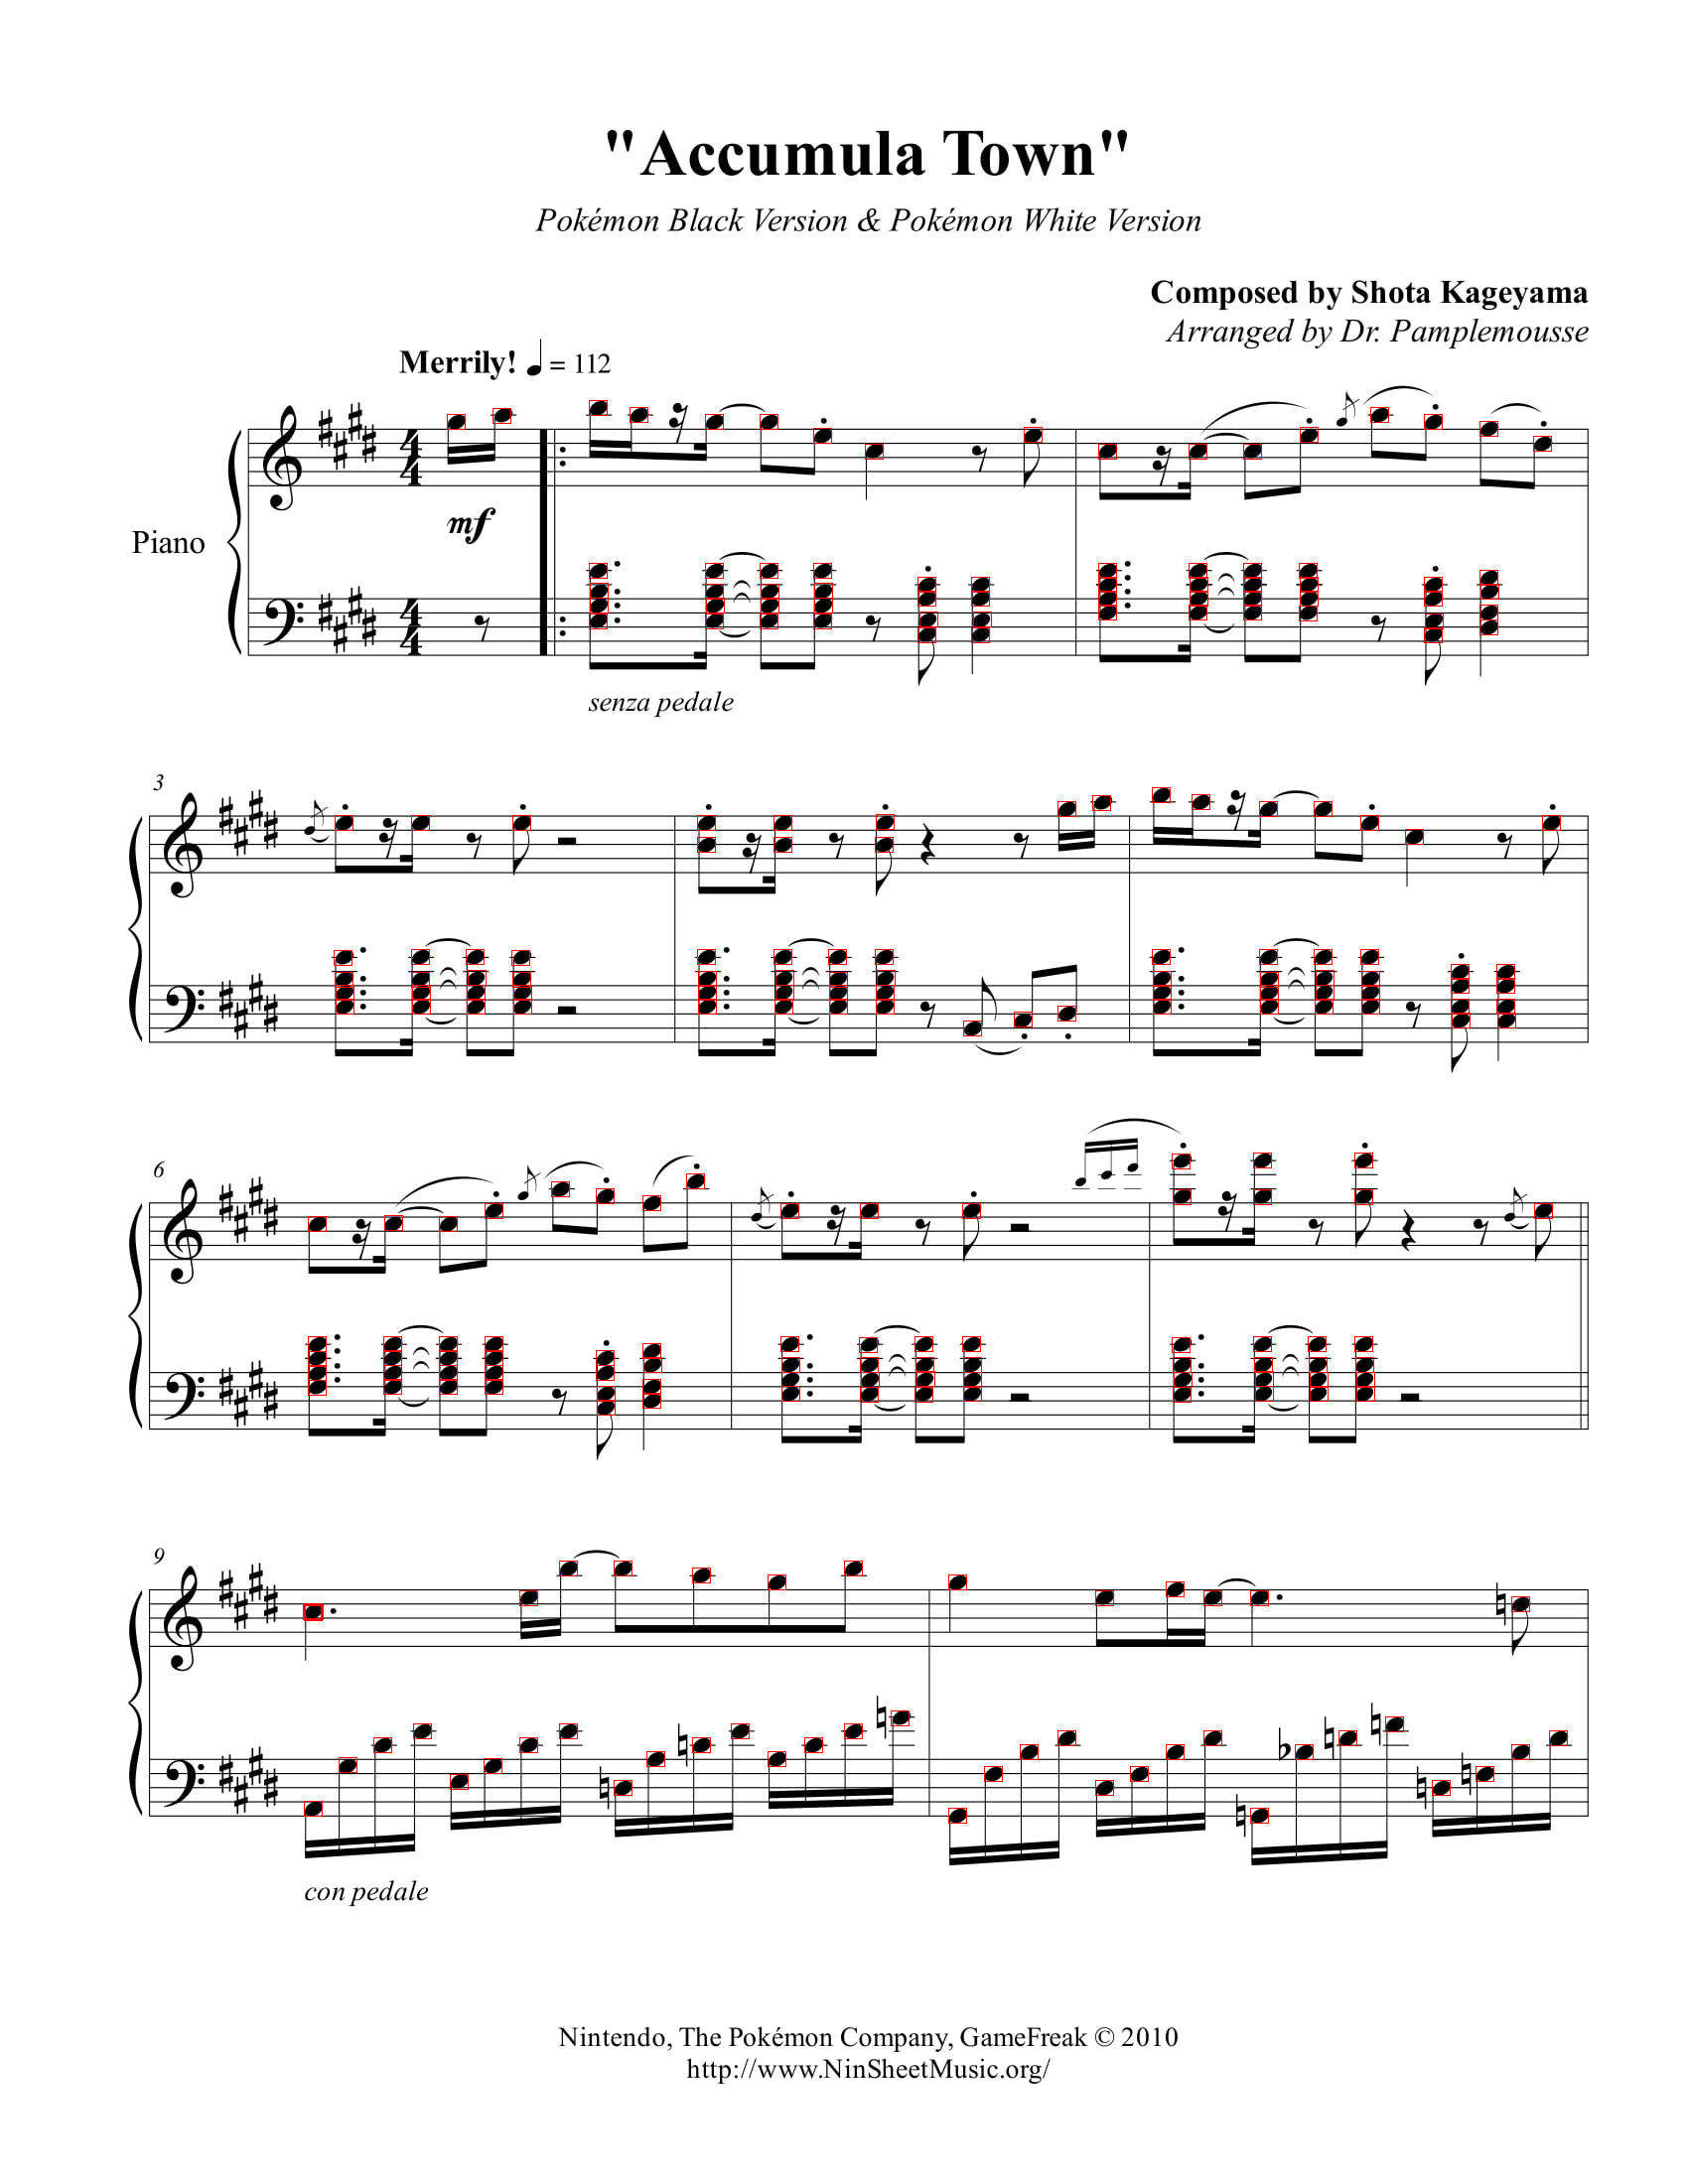 "Accumula Town"
Pokémon Black Version & Pokémon White Version
Composed by Shota Kageyama
Arranged by Dr. Pamplemousse
Merrily! ♩ = 112
Piano
mf
senza pedale
3
6
9
con pedale
Nintendo, The Pokémon Company, GameFreak © 2010
http://www.NinSheetMusic.org/